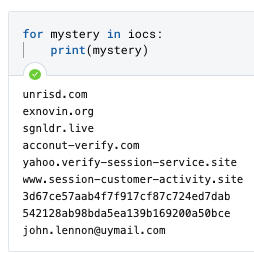 for mystery in iocs:
    print(mystery)
unrisd.com
exnovin.org
sgnldr.live
acconut-verify.com
yahoo.verify-session-service.site
www.session-customer-activity.site
3d67ce57aab4f7f917cf87c724ed7dab
542128ab98bda5ea139b169200a50bce
john.lennon@uymail.com